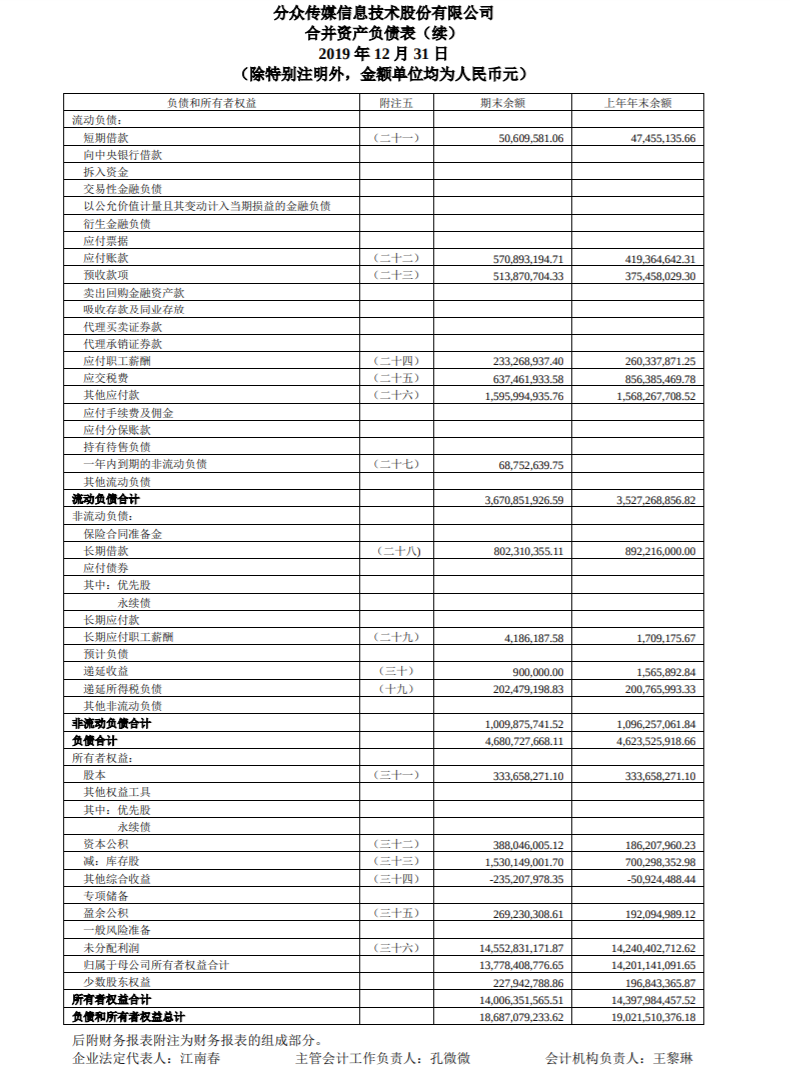 分众传媒信息技术股份有限公司
合并资产负债表（续）
2019 年 12 月 31 日
（除特别注明外，金额单位均为人民币元）
负债和所有者权益 附注五 期末余额 上年年末余额
流动负债：
短期借款 （二十一） 50,609,581.06 47,455,135.66
向中央银行借款
拆入资金
交易性金融负债
以公允价值计量且其变动计入当期损益的金融负债
衍生金融负债
应付票据
应付账款 （二十二） 570,893,194.71 419,364,642.31
预收款项 （二十三） 513,870,704.33 375,458,029.30
卖出回购金融资产款
吸收存款及同业存放
代理买卖证券款
代理承销证券款
应付职工薪酬 （二十四） 233,268,937.40 260,337,871.25
应交税费 （二十五） 637,461,933.58 856,385,469.78
其他应付款 （二十六） 1,595,994,935.76 1,568,267,708.52
应付手续费及佣金
应付分保账款
持有待售负债
一年内到期的非流动负债 （二十七） 68,752,639.75
其他流动负债
流动负债合计 3,670,851,926.59 3,527,268,856.82
非流动负债：
保险合同准备金
长期借款 （二十八） 802,310,355.11 892,216,000.00
应付债券
其中：优先股
永续债
长期应付款
长期应付职工薪酬 （二十九） 4,186,187.58 1,709,175.67
预计负债
递延收益 （三十） 900,000.00 1,565,892.84
递延所得税负债 （十九） 202,479,198.83 200,765,993.33
其他非流动负债
非流动负债合计 1,009,875,741.52 1,096,257,061.84
负债合计 4,680,727,668.11 4,623,525,918.66
所有者权益：
股本 （三十一） 333,658,271.10 333,658,271.10
其他权益工具
其中：优先股
永续债
资本公积 （三十二） 388,046,005.12 186,207,960.23
减：库存股 （三十三） 1,530,149,001.70 700,298,352.98
其他综合收益 （三十四） -235,207,978.35 -50,924,488.44
专项储备
盈余公积 （三十五） 269,230,308.61 192,094,989.12
一般风险准备
未分配利润 （三十六） 14,552,831,171.87 14,240,402,712.62
归属于母公司所有者权益合计 13,778,408,776.65 14,201,141,091.65
少数股东权益 227,942,788.86 196,843,365.87
所有者权益合计 14,006,351,565.51 14,397,984,457.52
负债和所有者权益总计 18,687,079,233.62 19,021,510,376.18
后附财务报表附注为财务报表的组成部分。
企业法定代表人：江南春 主管会计工作负责人：孔微微 会计机构负责人：王黎琳